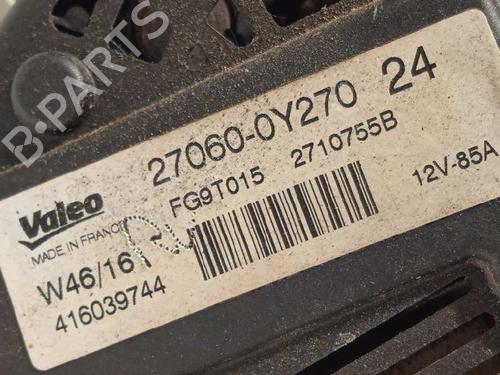 B-PARTS
27060-0Y270 24
FG9T015 2710755B
12V-85A
Valeo
MADE IN FRANCE
W46/16
416039744